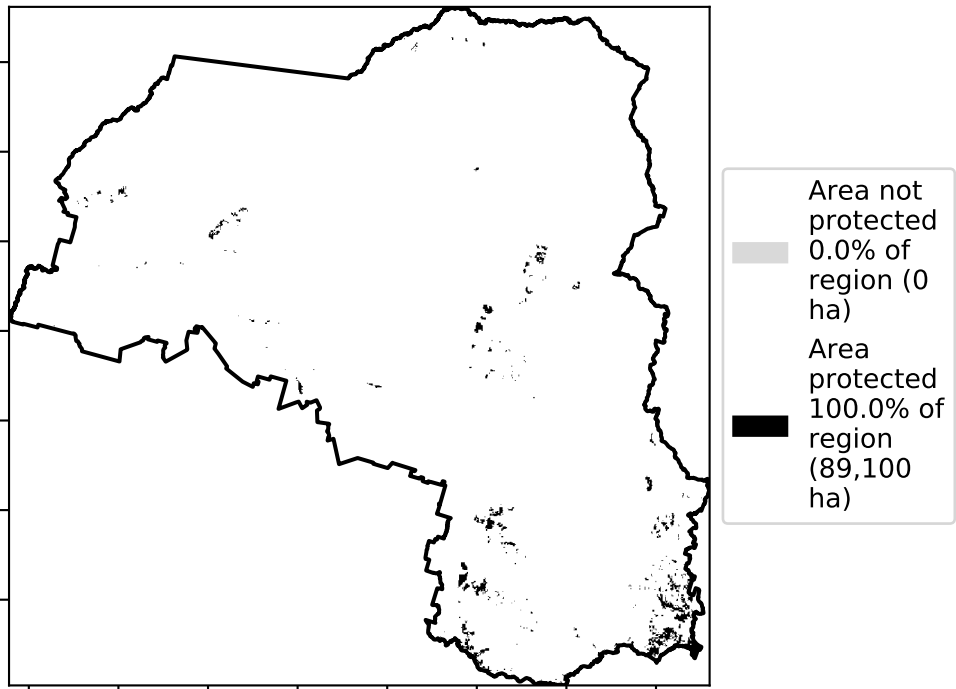 Area not
protected
0.0% of
region (0
ha)
Area
protected
100.0% of
region
(89,100
ha)